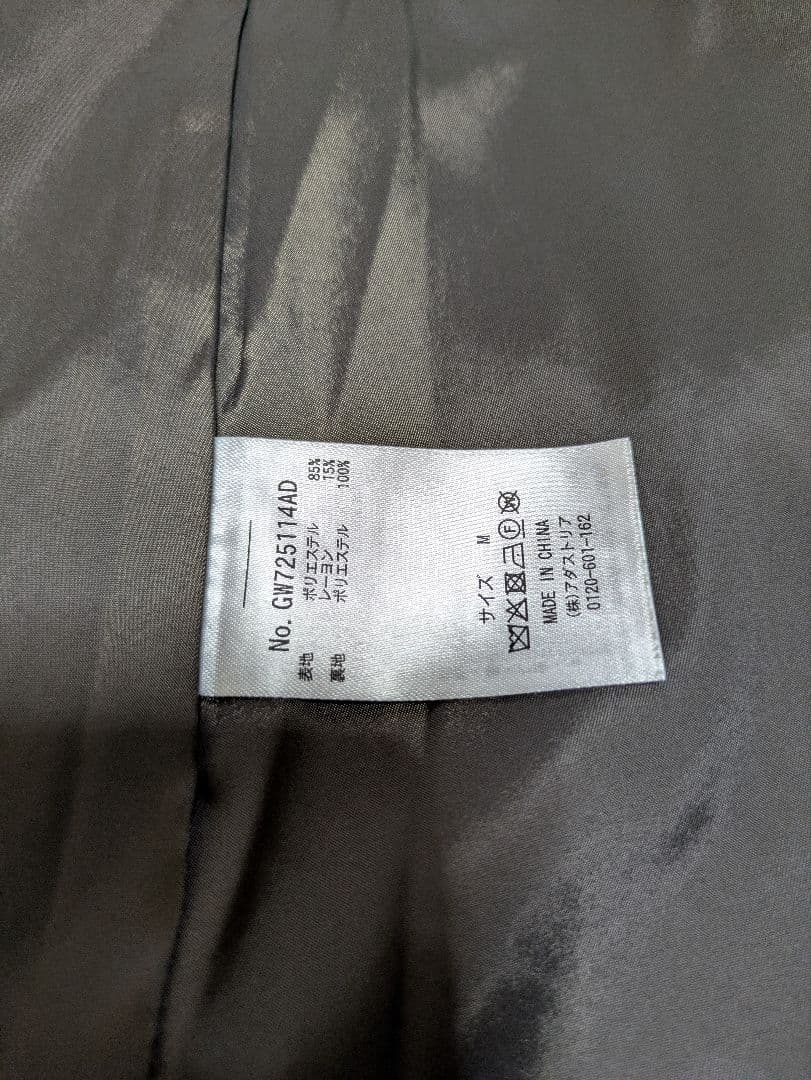 No. GW725114AD
表地 ポリエステル 85%
レーヨン 15%
裏地 ポリエステル 100%
サイズ M
F W
MADE IN CHINA
(株)アダストリア
0120-601-162